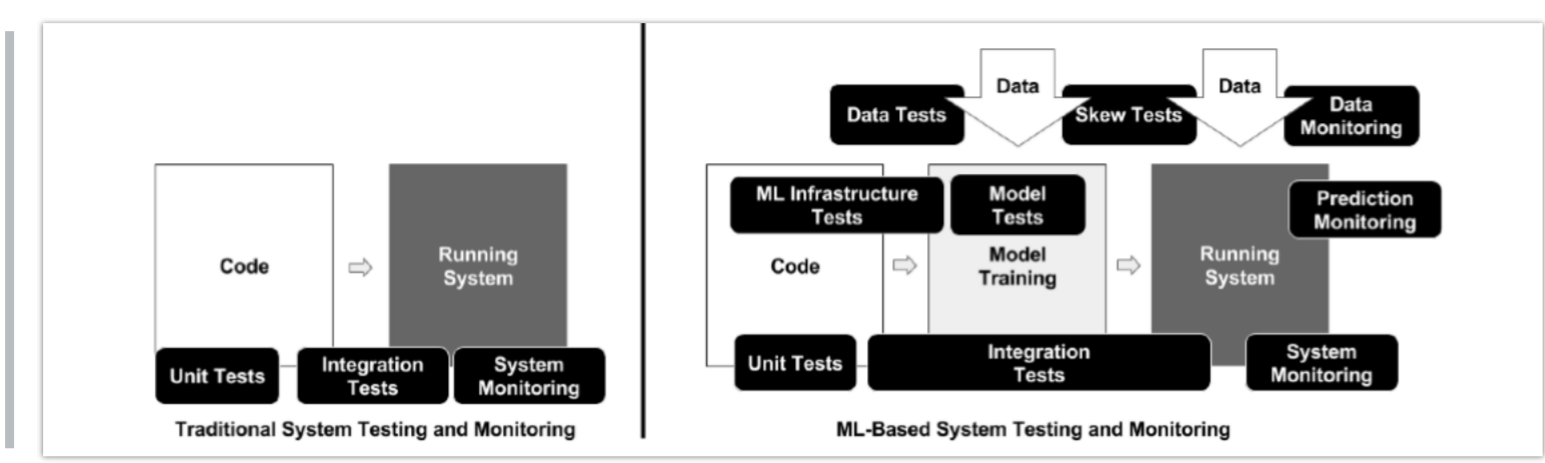 Code
Running
System
Unit Tests
Integration
Tests
System
Monitoring
Traditional System Testing and Monitoring
Data
Data
Data Tests
Skew Tests
Data
Monitoring
ML Infrastructure
Tests
Model
Tests
Prediction
Monitoring
Code
Model
Training
Running
System
Unit Tests
Integration
Tests
System
Monitoring
ML-Based System Testing and Monitoring